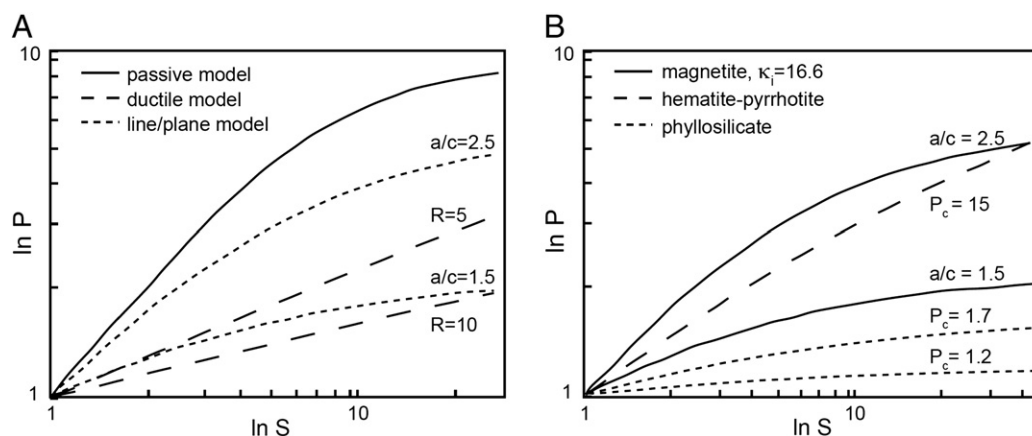 A
10
passive model
ductile model
line/plane model
a/c=2.5
R=5
a/c=1.5
R=10
ln P
1
1
10
ln S
B
10
magnetite, κi=16.6
hematite-pyrrhotite
phyllosilicate
a/c = 2.5
Pc = 15
a/c = 1.5
Pc = 1.7
Pc = 1.2
ln P
1
1
10
ln S